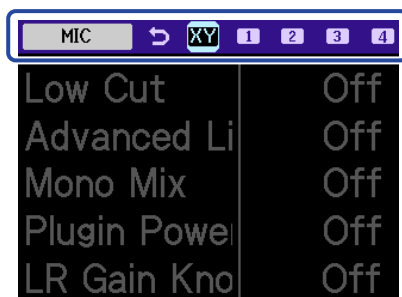 MIC XY 1 2 3 4
Low Cut Off
Advanced Li Off
Mono Mix Off
Plugin Powe Off
LR Gain Kno Off